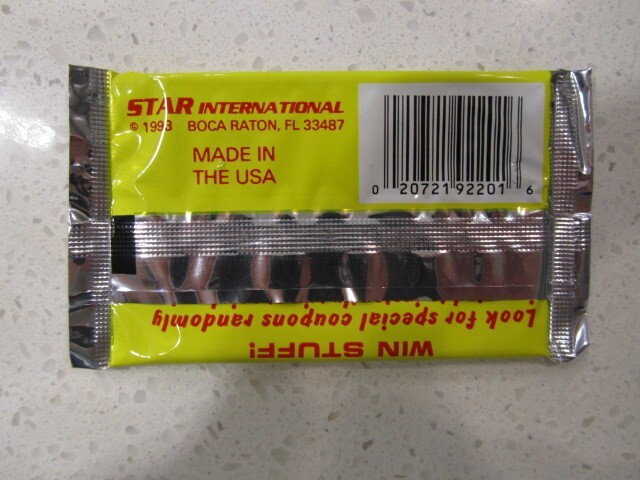 STAR INTERNATIONAL
© 1993 BOCA RATON, FL 33487
MADE IN
THE USA
0 20721 92201 6
WIN STUFF!
Look for special coupons randomly